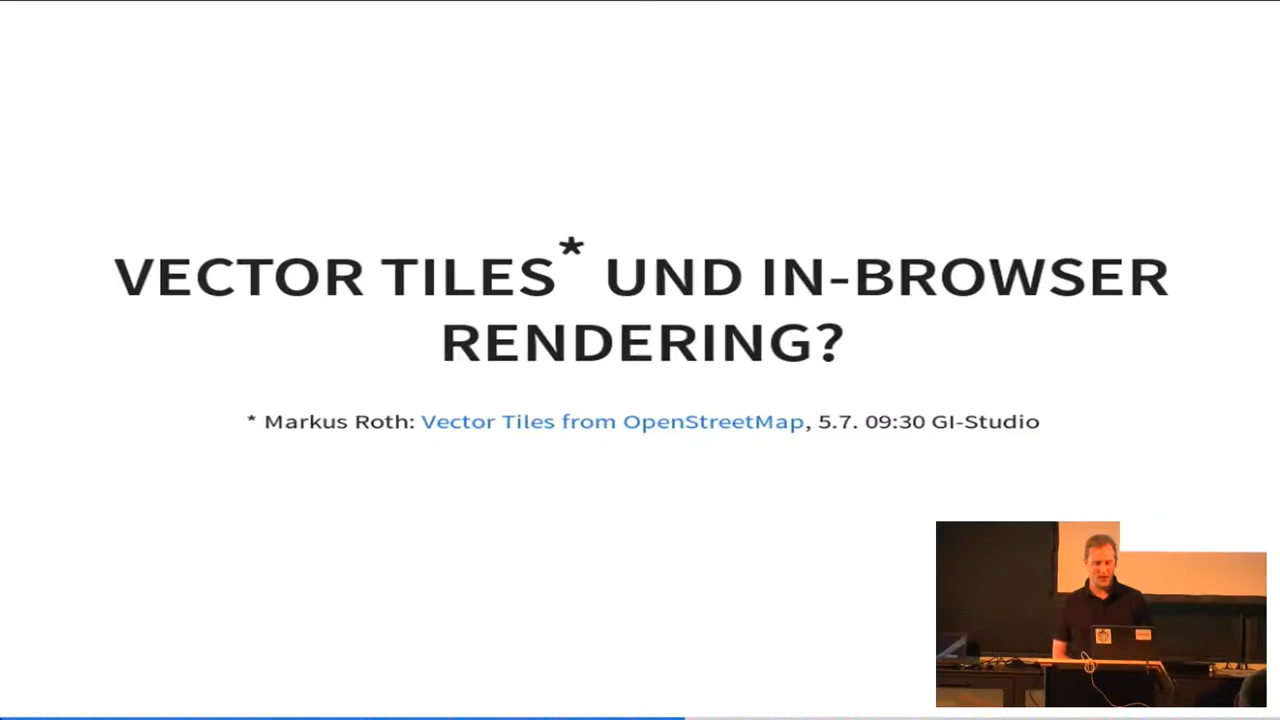 VECTOR TILES* UND IN-BROWSER
RENDERING?
* Markus Roth: Vector Tiles from OpenStreetMap, 5.7. 09:30 GI-Studio